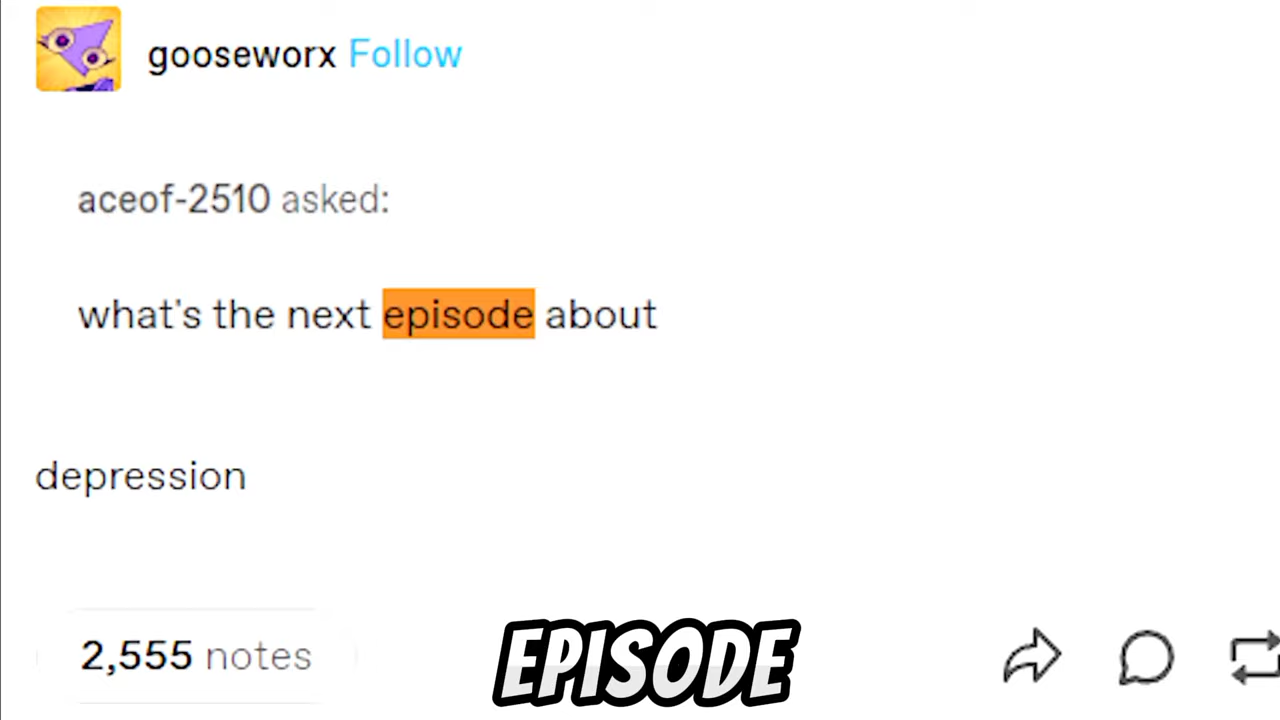 gooseworx Follow
aceof-2510 asked:
what's the next episode about
depression
2,555 notes
EPISODE